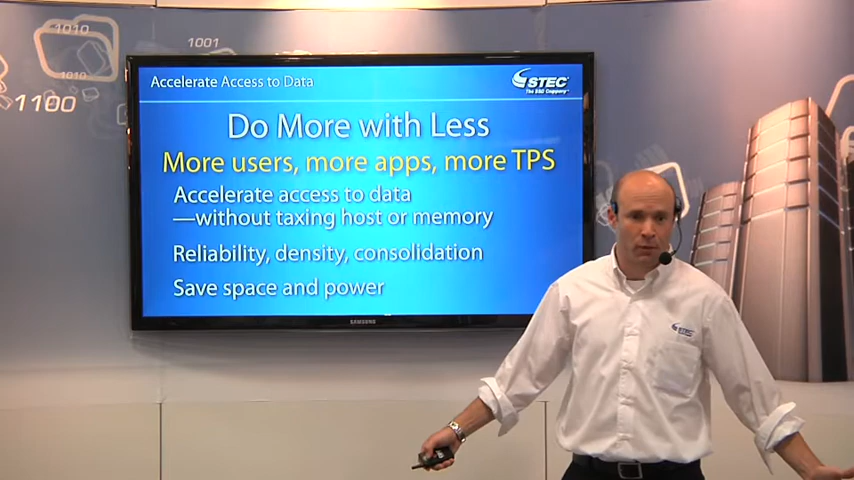 1010
1010
1100
1001
Accelerate Access to Data
STEC
The SSD Company
Do More with Less
More users, more apps, more TPS
Accelerate access to data
—without taxing host or memory
Reliability, density, consolidation
Save space and power
SAMSUNG
STEC